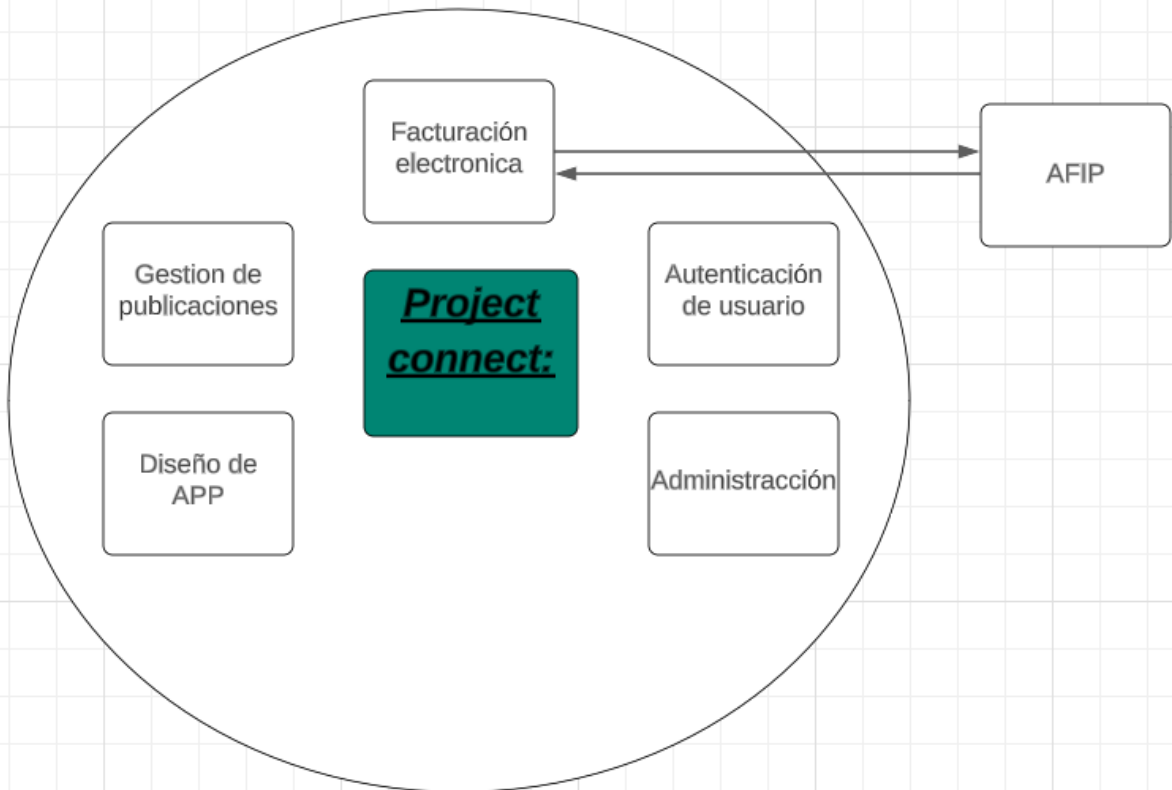 Facturación
electronica
AFIP
Gestion de
publicaciones
Project
connect:
Autenticación
de usuario
Diseño de
APP
Administracción